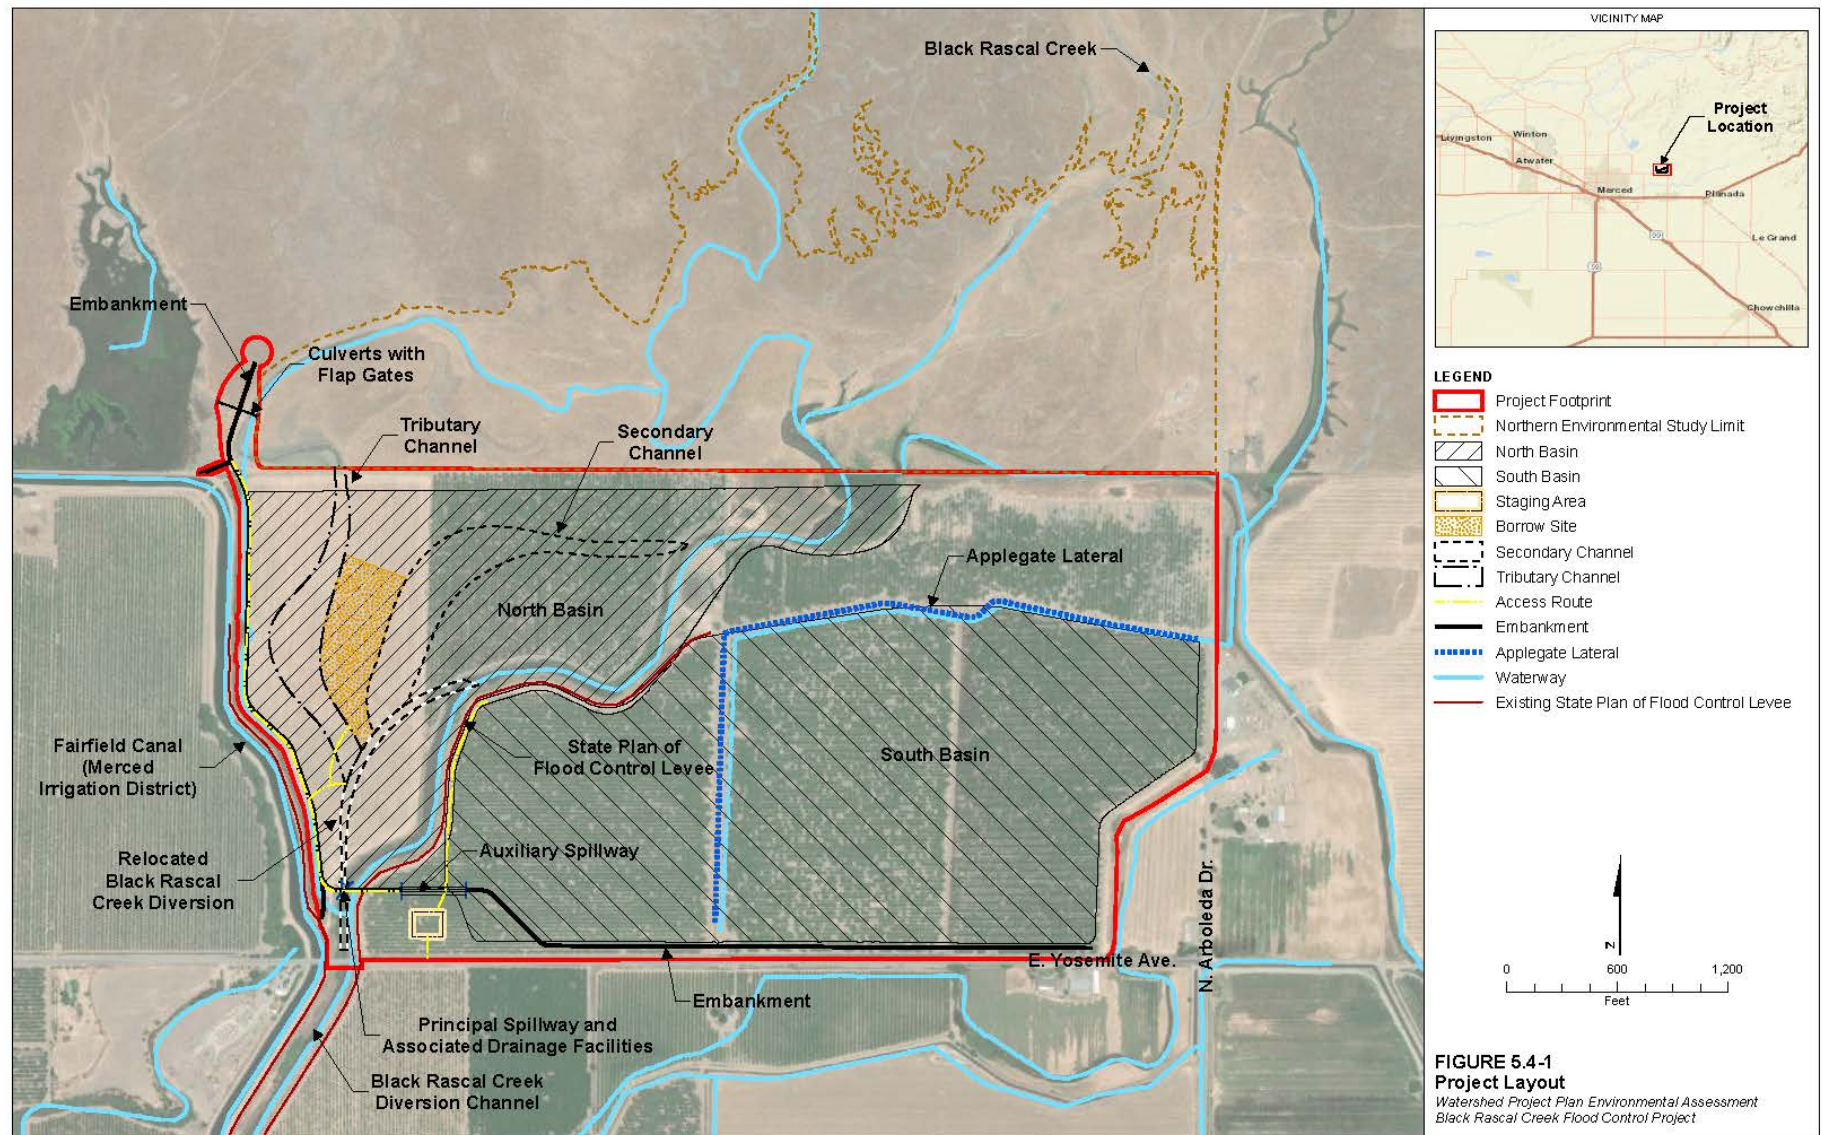 Black Rascal Creek
Embankment
Culverts with
Flap Gates
Tributary
Channel
Secondary
Channel
Applegate Lateral
North Basin
State Plan of
Flood Control Levee
South Basin
Fairfield Canal
(Merced
Irrigation District)
Relocated
Black Rascal
Creek Diversion
Auxiliary Spillway
N. Arboleda Dr.
E. Yosemite Ave.
Embankment
Principal Spillway and
Associated Drainage Facilities
Black Rascal Creek
Diversion Channel
VICINITY MAP
Project
Location
Livingston
Winton
Atwater
Merced
Planada
99
Le Grand
59
Chowchilla
LEGEND
Project Footprint
Northern Environmental Study Limit
North Basin
South Basin
Staging Area
Borrow Site
Secondary Channel
Tributary Channel
Access Route
Embankment
Applegate Lateral
Waterway
Existing State Plan of Flood Control Levee
N
0 600 1,200
Feet
FIGURE 5.4-1
Project Layout
Watershed Project Plan Environmental Assessment
Black Rascal Creek Flood Control Project